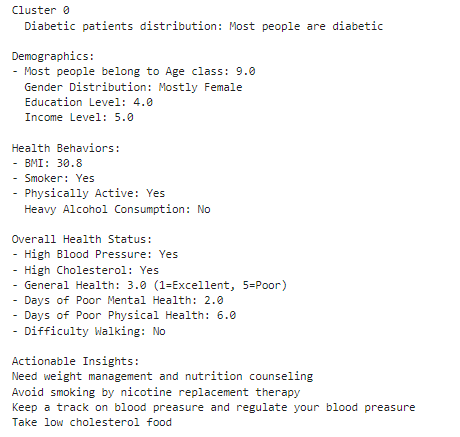 Cluster 0
Diabetic patients distribution: Most people are diabetic
Demographics:
- Most people belong to Age class: 9.0
Gender Distribution: Mostly Female
Education Level: 4.0
Income Level: 5.0
Health Behaviors:
- BMI: 30.8
- Smoker: Yes
- Physically Active: Yes
Heavy Alcohol Consumption: No
Overall Health Status:
- High Blood Pressure: Yes
- High Cholesterol: Yes
- General Health: 3.0 (1=Excellent, 5=Poor)
- Days of Poor Mental Health: 2.0
- Days of Poor Physical Health: 6.0
- Difficulty Walking: No
Actionable Insights:
Need weight management and nutrition counseling
Avoid smoking by nicotine replacement therapy
Keep a track on blood preasure and regulate your blood preasure
Take low cholesterol food